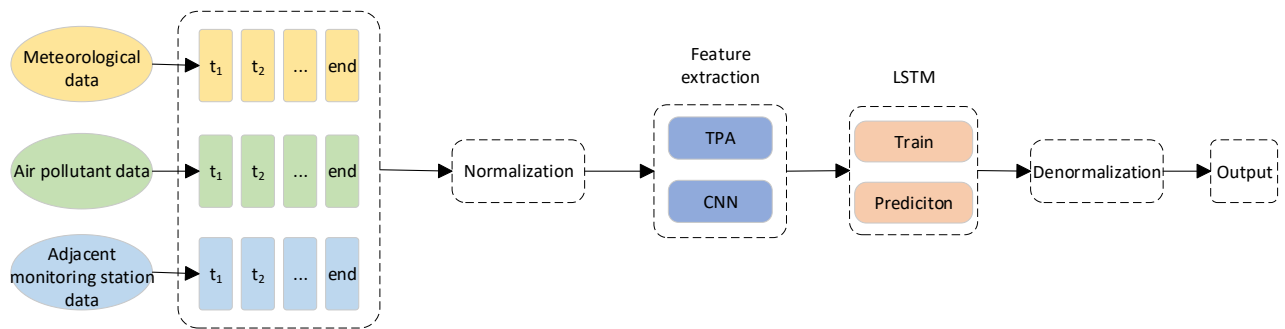 Meteorological
data
t1 t2 ... end
Air pollutant data
t1 t2 ... end
Adjacent
monitoring station
data
t1 t2 ... end
Normalization
Feature
extraction
TPA
CNN
LSTM
Train
Prediciton
Denormalization
Output